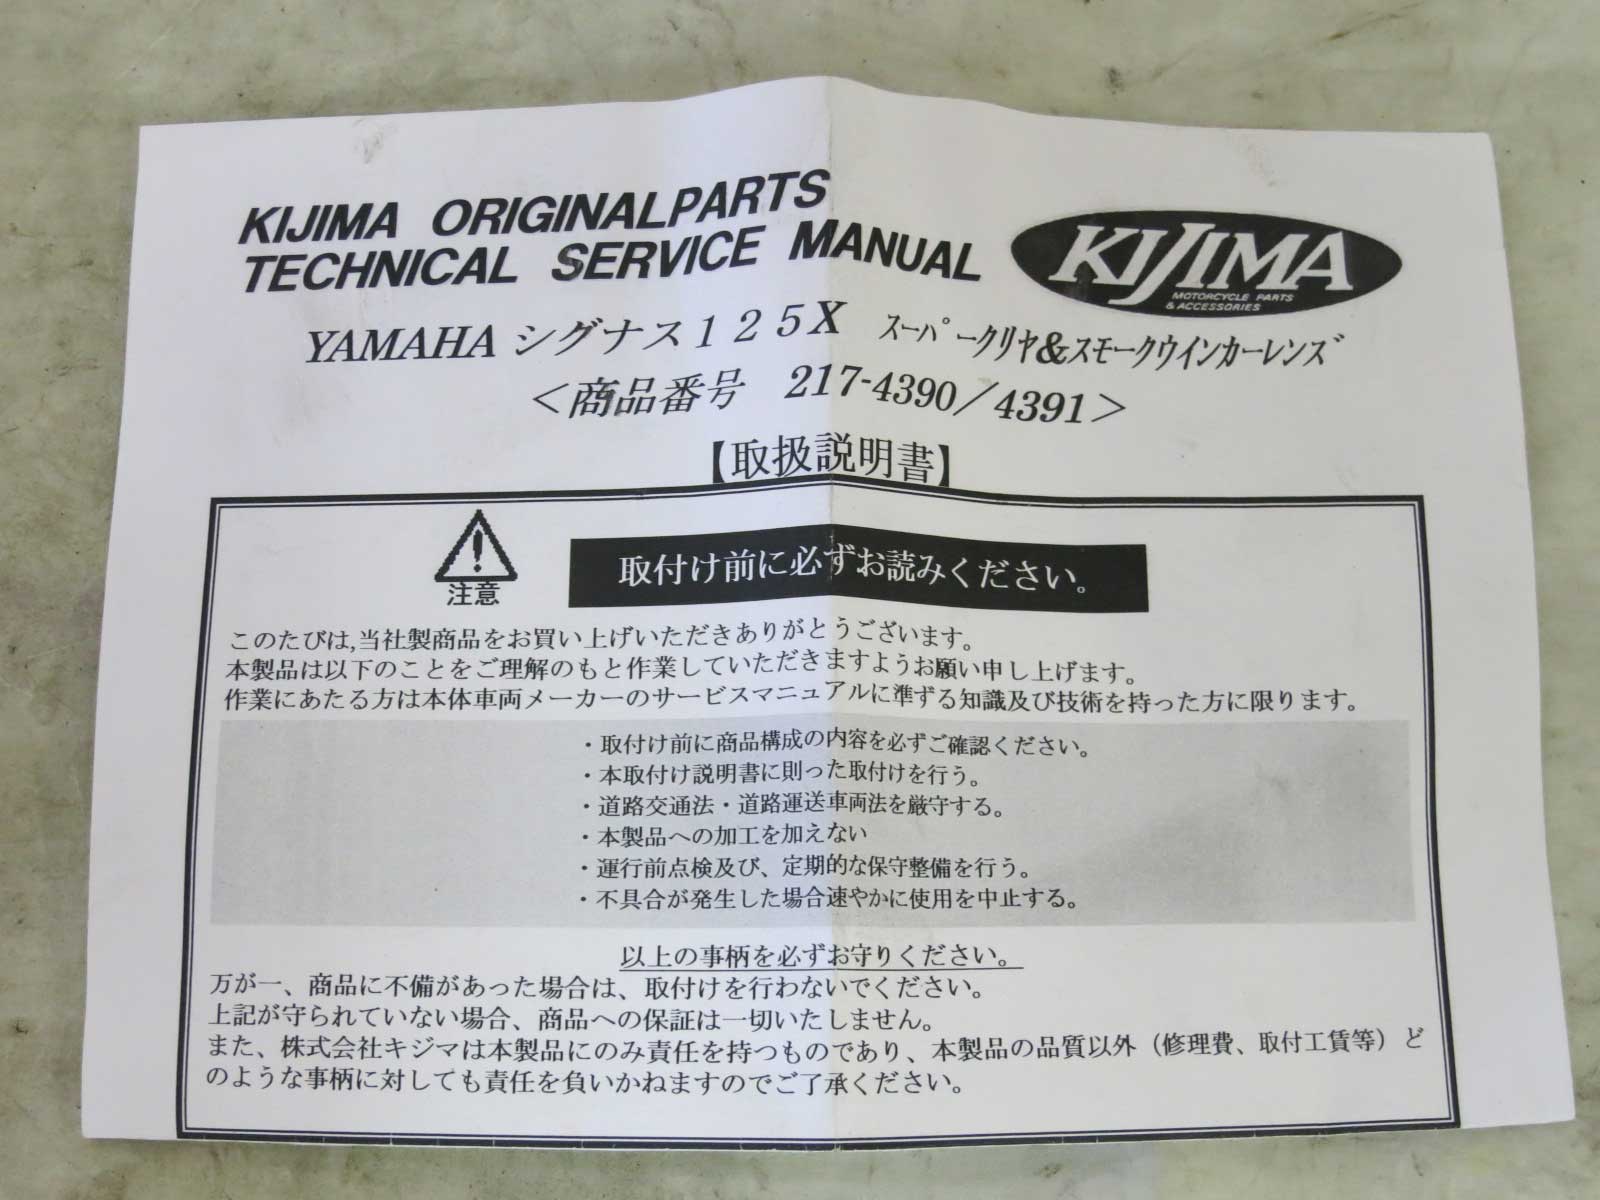 KIJIMA ORIGINALPARTS
TECHNICAL SERVICE MANUAL
KIJIMA
MOTORCYCLE PARTS
& ACCESSORIES
YAMAHA シグナス125X スーパークリヤ&スモークウインカーレンズ
＜商品番号 217-4390／4391＞
【取扱説明書】
注意
取付け前に必ずお読みください。
このたびは,当社製商品をお買い上げいただきありがとうございます。
本製品は以下のことをご理解のもと作業していただきますようお願い申し上げます。
作業にあたる方は本体車両メーカーのサービスマニュアルに準ずる知識及び技術を持った方に限ります。
・取付け前に商品構成の内容を必ずご確認ください。
・本取付け説明書に則った取付けを行う。
・道路交通法・道路運送車両法を厳守する。
・本製品への加工を加えない
・運行前点検及び、定期的な保守整備を行う。
・不具合が発生した場合速やかに使用を中止する。
以上の事柄を必ずお守りください。
万が一、商品に不備があった場合は、取付けを行わないでください。
上記が守られていない場合、商品への保証は一切いたしません。
また、株式会社キジマは本製品にのみ責任を持つものであり、本製品の品質以外（修理費、取付工賃等）ど
のような事柄に対しても責任を負いかねますのでご了承ください。